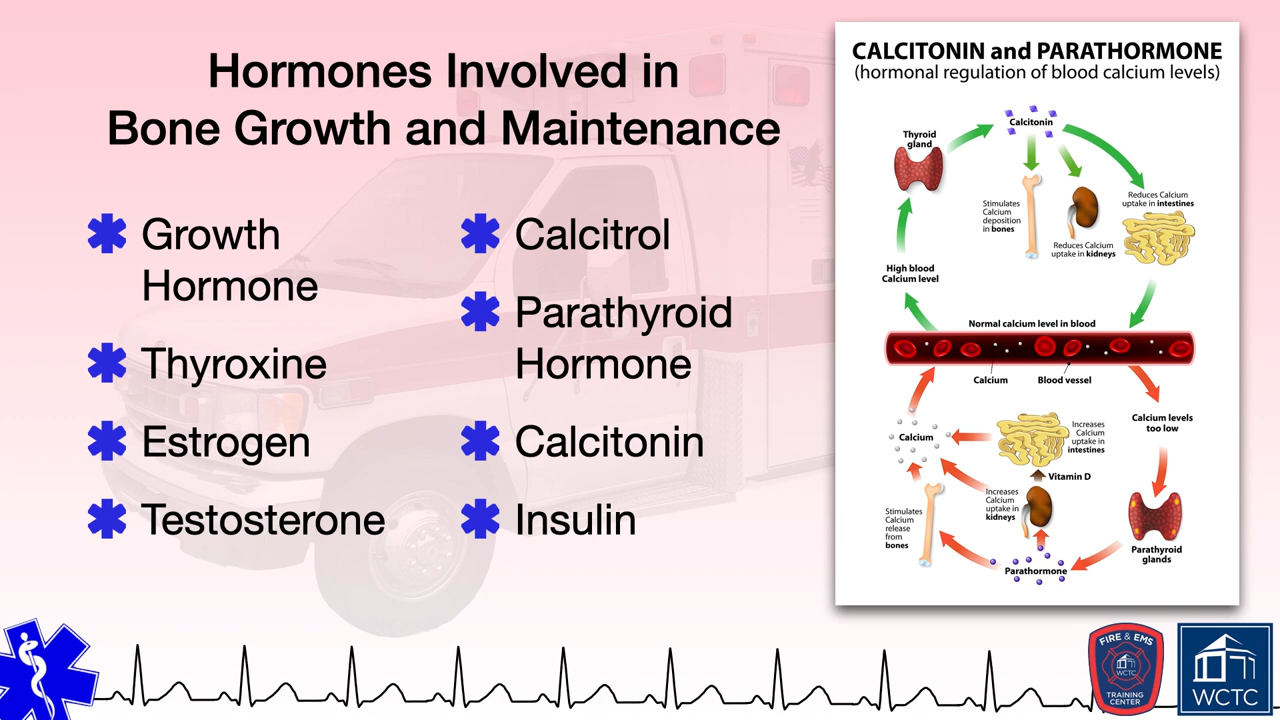 Hormones Involved in
Bone Growth and Maintenance
Growth
Hormone
Thyroxine
Estrogen
Testosterone
Calcitrol
Parathyroid
Hormone
Calcitonin
Insulin
CALCITONIN and PARATHORMONE
(hormonal regulation of blood calcium levels)
Calcitonin
Thyroid
gland
Stimulates
Calcium
deposition
in bones
Reduces Calcium
uptake in kidneys
Reduces Calcium
uptake in intestines
High blood
Calcium level
Normal calcium level in blood
Calcium
Blood vessel
Calcium levels
too low
Calcium
Increases
Calcium
uptake in
intestines
Vitamin D
Increases
Calcium
uptake in
kidneys
Stimulates
Calcium
release
from
bones
Parathormone
Parathyroid
glands
FIRE & EMS
WCTC
TRAINING
CENTER
WCTC